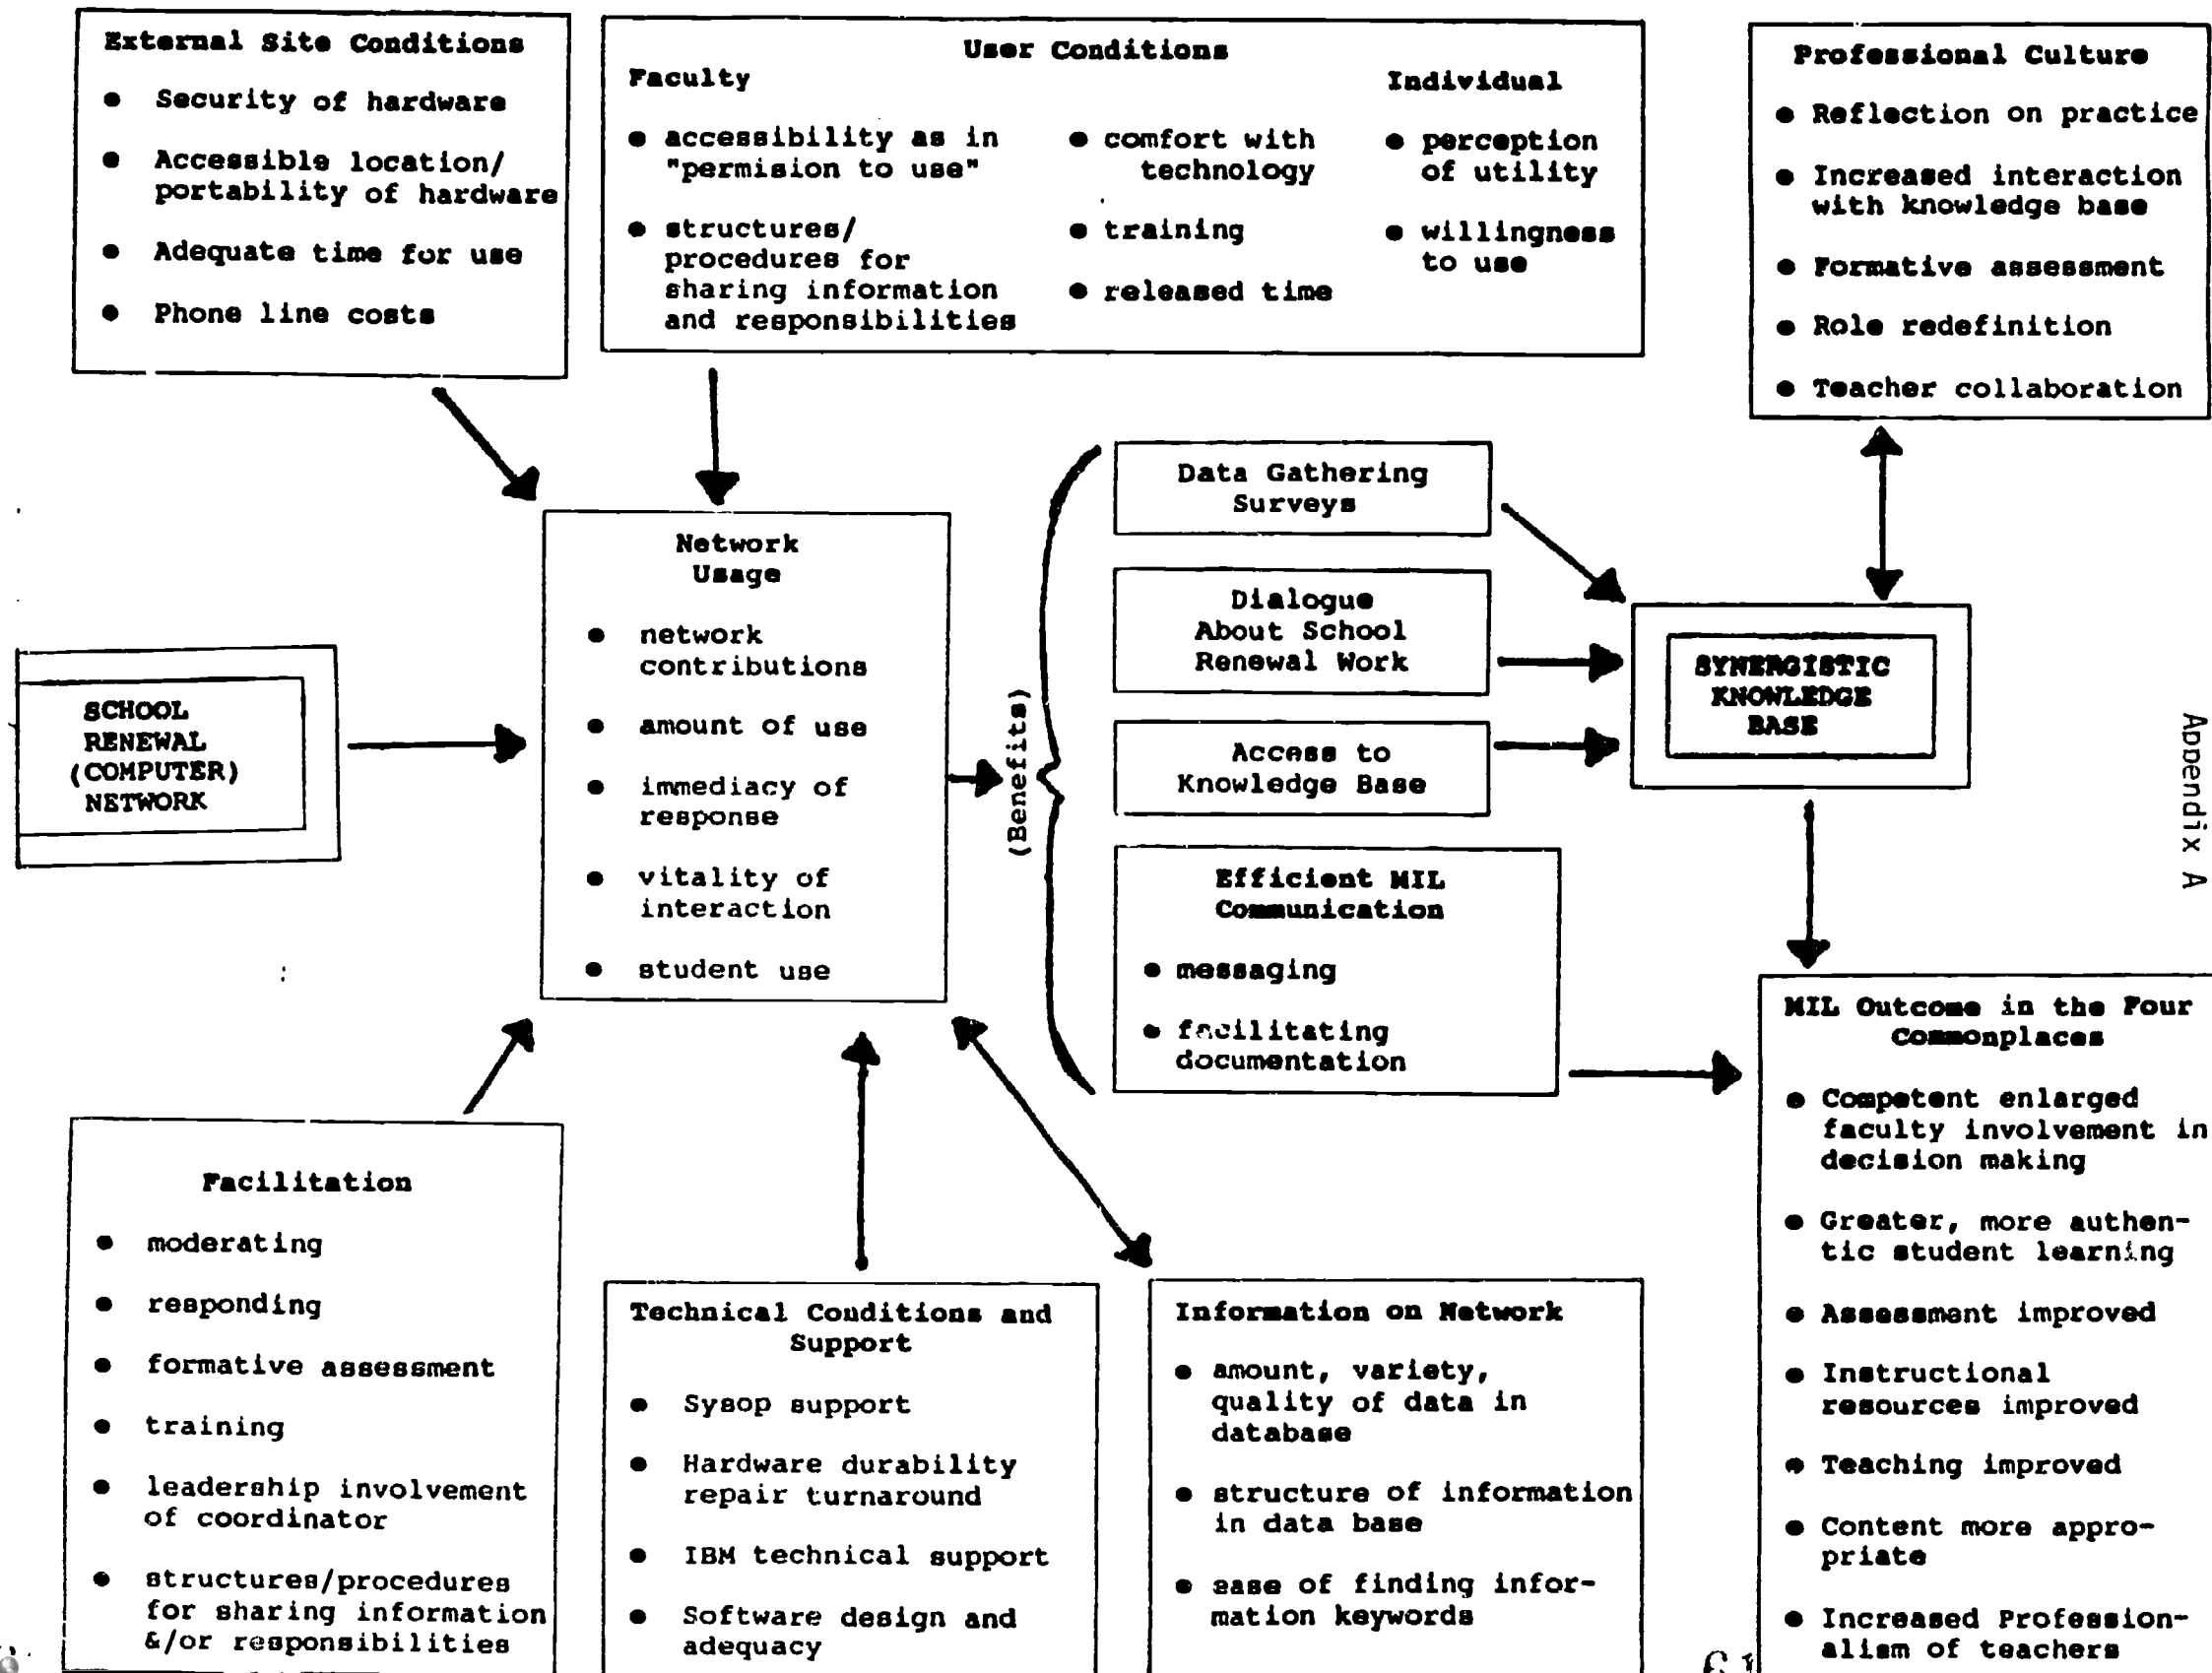 External Site Conditions
● Security of hardware
● Accessible location/
portability of hardware
● Adequate time for use
● Phone line costs
User Conditions
Faculty
● accessibility as in
"permision to use"
● structures/
procedures for
sharing information
and responsibilities
● comfort with
technology
● training
● released time
Individual
● perception
of utility
● willingness
to use
Professional Culture
● Reflection on practice
● Increased interaction
with knowledge base
● Formative assessment
● Role redefinition
● Teacher collaboration
SCHOOL
RENEWAL
(COMPUTER)
NETWORK
Network
Usage
● network
contributions
● amount of use
● immediacy of
response
● vitality of
interaction
● student use
(Benefits)
Data Gathering
Surveys
Dialogue
About School
Renewal Work
Access to
Knowledge Base
Efficient MIL
Communication
● messaging
● facilitating
documentation
SYNERGISTIC
KNOWLEDGE
BASE
Appendix A
Facilitation
● moderating
● responding
● formative assessment
● training
● leadership involvement
of coordinator
● structures/procedures
for sharing information
&/or responsibilities
Technical Conditions and
Support
● Sysop support
● Hardware durability
repair turnaround
● IBM technical support
● Software design and
adequacy
Information on Network
● amount, variety,
quality of data in
database
● structure of information
in data base
● ease of finding infor-
mation keywords
MIL Outcome in the Four
Commonplaces
● Competent enlarged
faculty involvement in
decision making
● Greater, more authen-
tic student learning
● Assessment improved
● Instructional
resources improved
● Teaching improved
● Content more appro-
priate
● Increased Profession-
alism of teachers